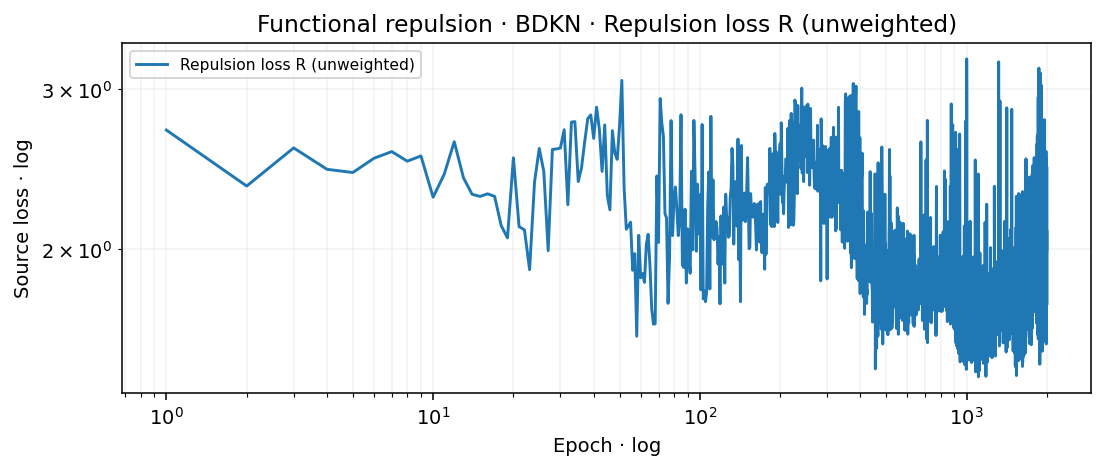 Functional repulsion · BDKN · Repulsion loss R (unweighted)
Repulsion loss R (unweighted)
3 × 10⁰
2 × 10⁰
Source loss · log
10⁰ 10¹ 10² 10³
Epoch · log